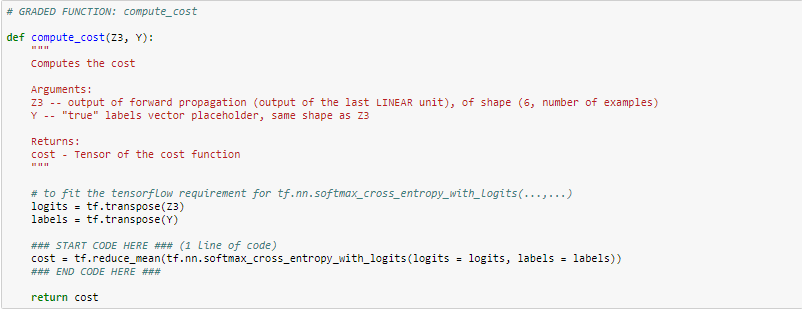 # GRADED FUNCTION: compute_cost
def compute_cost(Z3, Y):
"""
Computes the cost
Arguments:
Z3 -- output of forward propagation (output of the last LINEAR unit), of shape (6, number of examples)
Y -- "true" labels vector placeholder, same shape as Z3
Returns:
cost - Tensor of the cost function
"""
# to fit the tensorflow requirement for tf.nn.softmax_cross_entropy_with_logits(...,...)
logits = tf.transpose(Z3)
labels = tf.transpose(Y)
### START CODE HERE ### (1 line of code)
cost = tf.reduce_mean(tf.nn.softmax_cross_entropy_with_logits(logits = logits, labels = labels))
### END CODE HERE ###
return cost